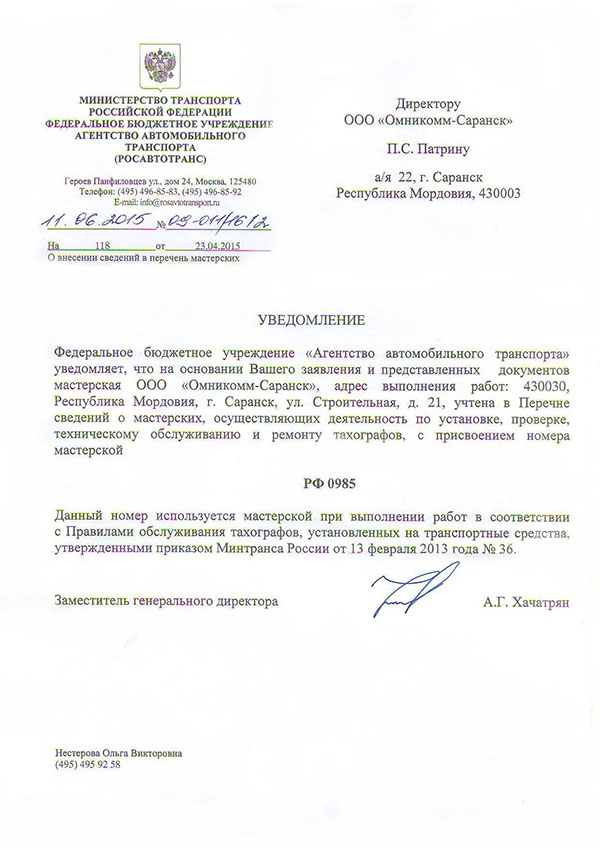 МИНИСТЕРСТВО ТРАНСПОРТА
РОССИЙСКОЙ ФЕДЕРАЦИИ
ФЕДЕРАЛЬНОЕ БЮДЖЕТНОЕ УЧРЕЖДЕНИЕ
АГЕНТСТВО АВТОМОБИЛЬНОГО
ТРАНСПОРТА
(РОСАВТОТРАНС)
Героев Панфиловцев ул., дом 24, Москва, 125480
Телефон: (495) 496-85-83, (495) 496-85-92
E-mail: info@rosavtotransport.ru
11.06.2015 № 09-011/1612
На 118 от 23.04.2015
О внесении сведений в перечень мастерских
Директору
ООО «Омникомм-Саранск»
П.С. Патрину
а/я 22, г. Саранск
Республика Мордовия, 430003
УВЕДОМЛЕНИЕ
Федеральное бюджетное учреждение «Агентство автомобильного транспорта»
уведомляет, что на основании Вашего заявления и представленных документов
мастерская ООО «Омникомм-Саранск», адрес выполнения работ: 430030,
Республика Мордовия, г. Саранск, ул. Строительная, д. 21, учтена в Перечне
сведений о мастерских, осуществляющих деятельность по установке, проверке,
техническому обслуживанию и ремонту тахографов, с присвоением номера
мастерской
РФ 0985
Данный номер используется мастерской при выполнении работ в соответствии
с Правилами обслуживания тахографов, установленных на транспортные средства,
утвержденными приказом Минтранса России от 13 февраля 2013 года № 36.
Заместитель генерального директора А.Г. Хачатрян
Нестерова Ольга Викторовна
(495) 495 92 58